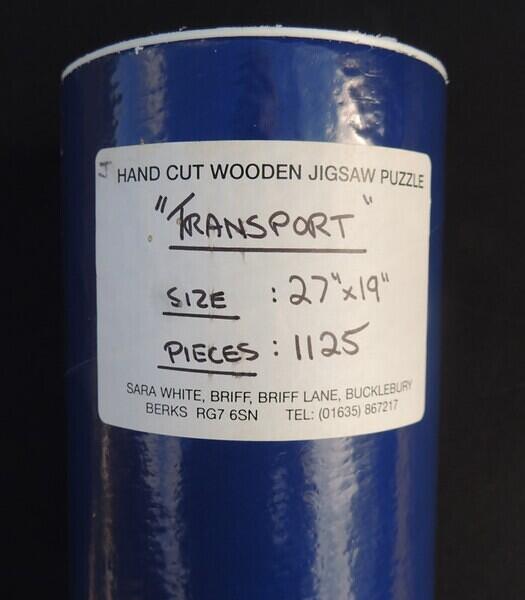 J HAND CUT WOODEN JIGSAW PUZZLE
"TRANSPORT"
SIZE : 27"x19"
PIECES : 1125
SARA WHITE, BRIFF, BRIFF LANE, BUCKLEBURY
BERKS RG7 6SN TEL: (01635) 867217